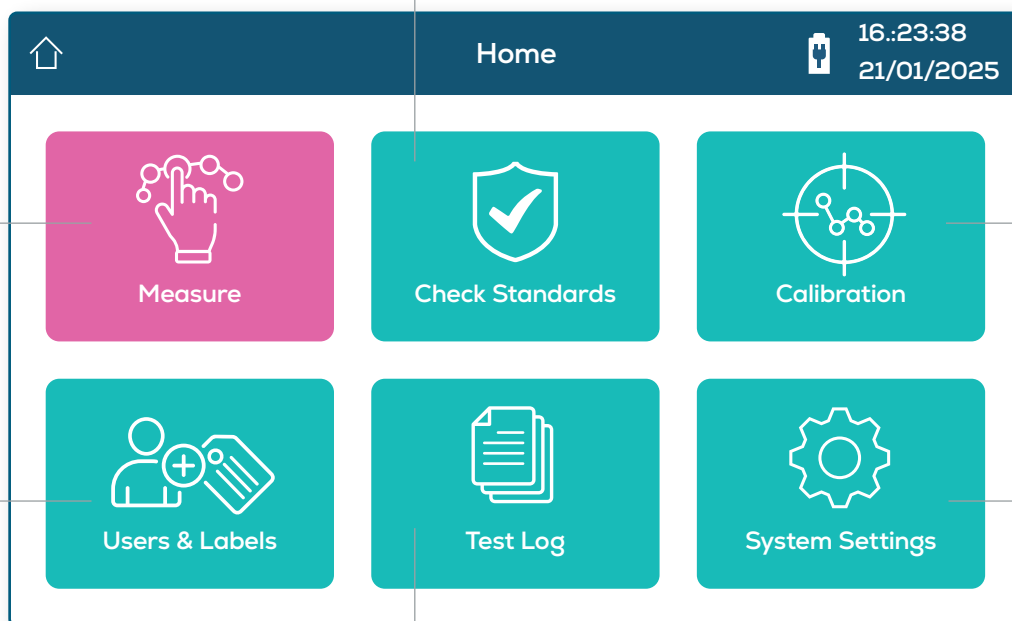 Home
16.:23:38
21/01/2025
Measure
Check Standards
Calibration
Users & Labels
Test Log
System Settings